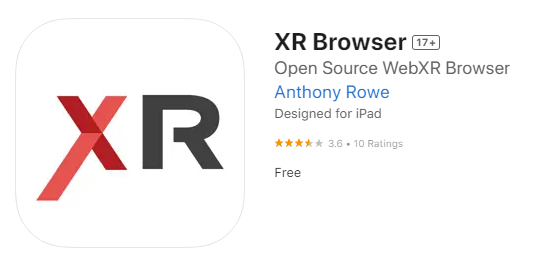 XR
XR Browser 17+
Open Source WebXR Browser
Anthony Rowe
Designed for iPad
3.6 • 10 Ratings
Free